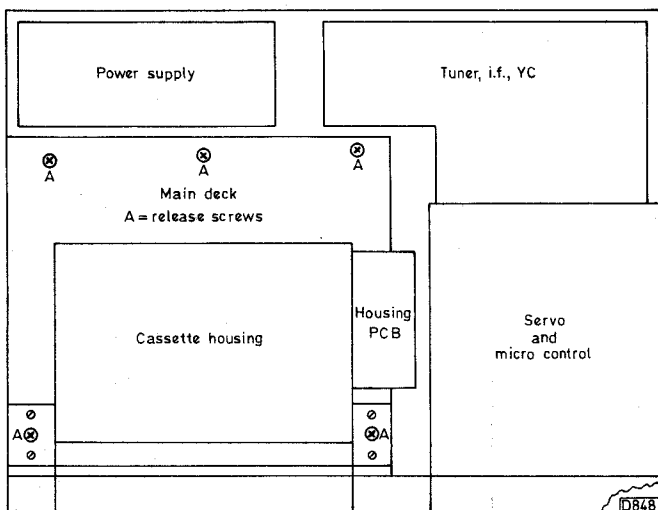 Power supply
Tuner, i.f., YC
A
A
A
Main deck
A = release screws
Cassette housing
Housing
PCB
Servo
and
micro control
A
A
D848